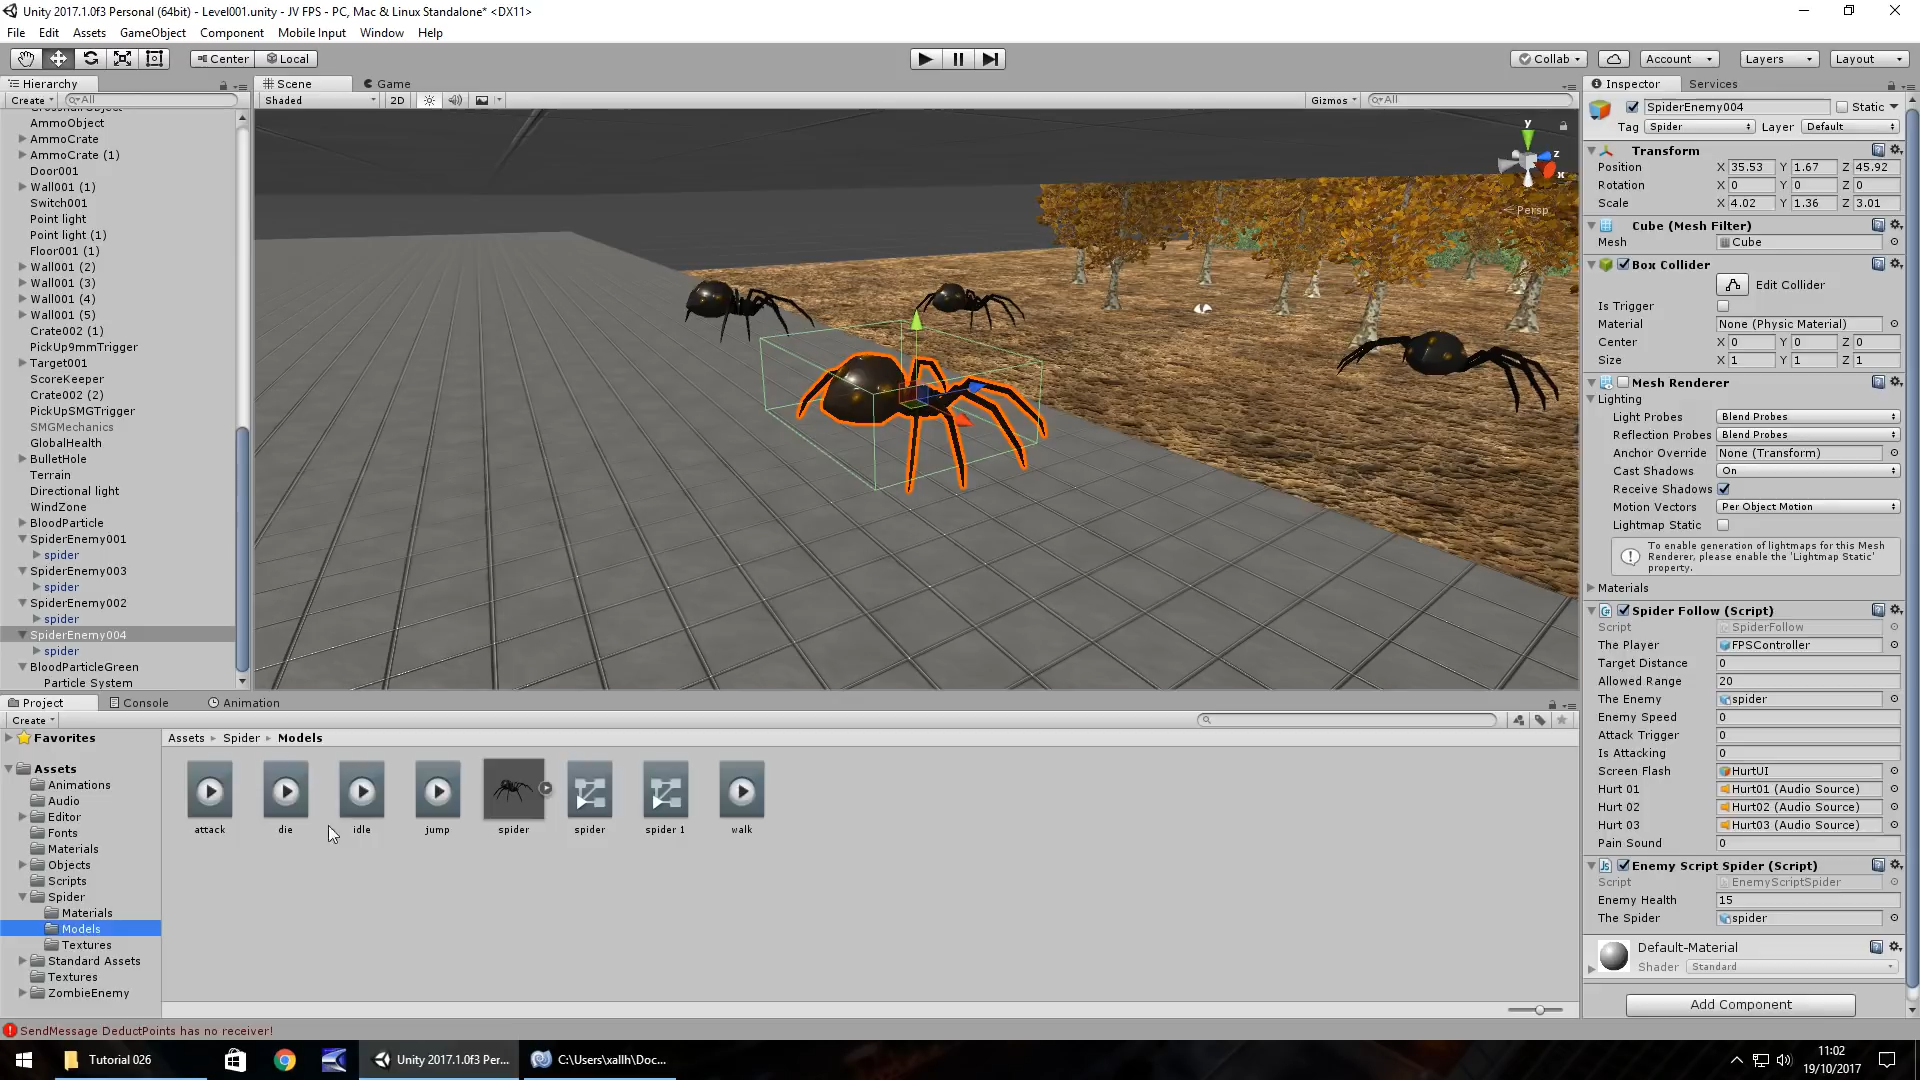 Unity 2017.1.0f3 Personal (64bit) - Level001.unity - JV FPS - PC, Mac & Linux Standalone* <DX11>
File Edit Assets GameObject Component Mobile Input Window Help
Center Local
Collab Account Layers Layout
Hierarchy
Create All
AmmoObject
AmmoCrate
AmmoCrate (1)
Door001
Wall001 (1)
Switch001
Point light
Point light (1)
Floor001 (1)
Wall001 (2)
Wall001 (3)
Wall001 (4)
Wall001 (5)
Crate002 (1)
PickUp9mmTrigger
Target001
ScoreKeeper
Crate002 (2)
PickUpSMGTrigger
SMGMechanics
GlobalHealth
BulletHole
Terrain
Directional light
WindZone
BloodParticle
SpiderEnemy001
spider
SpiderEnemy003
spider
SpiderEnemy002
spider
SpiderEnemy004
spider
BloodParticleGreen
Particle System
Scene Game
Shaded 2D Gizmos All
y
z
x
Persp
Inspector Services
SpiderEnemy004 Static
Tag Spider Layer Default
Transform
Position X 35.53 Y 1.67 Z 45.92
Rotation X 0 Y 0 Z 0
Scale X 4.02 Y 1.36 Z 3.01
Cube (Mesh Filter)
Mesh Cube
Box Collider
Edit Collider
Is Trigger
Material None (Physic Material)
Center X 0 Y 0 Z 0
Size X 1 Y 1 Z 1
Mesh Renderer
Lighting
Light Probes Blend Probes
Reflection Probes Blend Probes
Anchor Override None (Transform)
Cast Shadows On
Receive Shadows
Motion Vectors Per Object Motion
Lightmap Static
To enable generation of lightmaps for this Mesh
Renderer, please enable the 'Lightmap Static'
property.
Materials
Spider Follow (Script)
Script SpiderFollow
The Player FPSController
Target Distance 0
Allowed Range 20
The Enemy spider
Enemy Speed 0
Attack Trigger 0
Is Attacking 0
Screen Flash HurtUI
Hurt 01 Hurt01 (Audio Source)
Hurt 02 Hurt02 (Audio Source)
Hurt 03 Hurt03 (Audio Source)
Pain Sound 0
Enemy Script Spider (Script)
Script EnemyScriptSpider
Enemy Health 15
The Spider spider
Default-Material
Shader Standard
Add Component
Project Console Animation
Create
Favorites
Assets
Animations
Audio
Editor
Fonts
Materials
Objects
Scripts
Spider
Materials
Models
Textures
Standard Assets
Textures
ZombieEnemy
Assets Spider Models
attack die idle jump spider spider spider 1 walk
SendMessage DeductPoints has no receiver!
Tutorial 026
Unity 2017.1.0f3 Per...
C:\Users\xallh\Doc...
11:02
19/10/2017